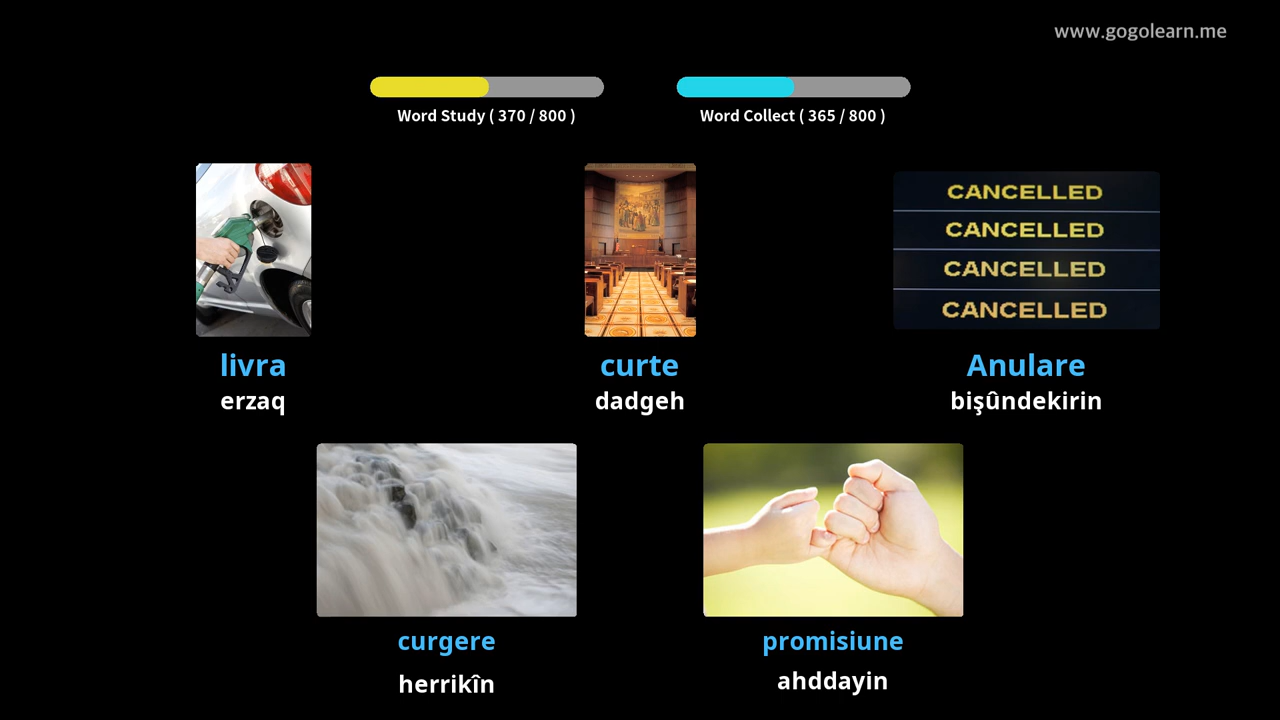 www.gogolearn.me
Word Study ( 370 / 800 )
Word Collect ( 365 / 800 )
CANCELLED
CANCELLED
CANCELLED
CANCELLED
livra
erzaq
curte
dadgeh
Anulare
bişûndekirin
curgere
herrikîn
promisiune
ahddayin